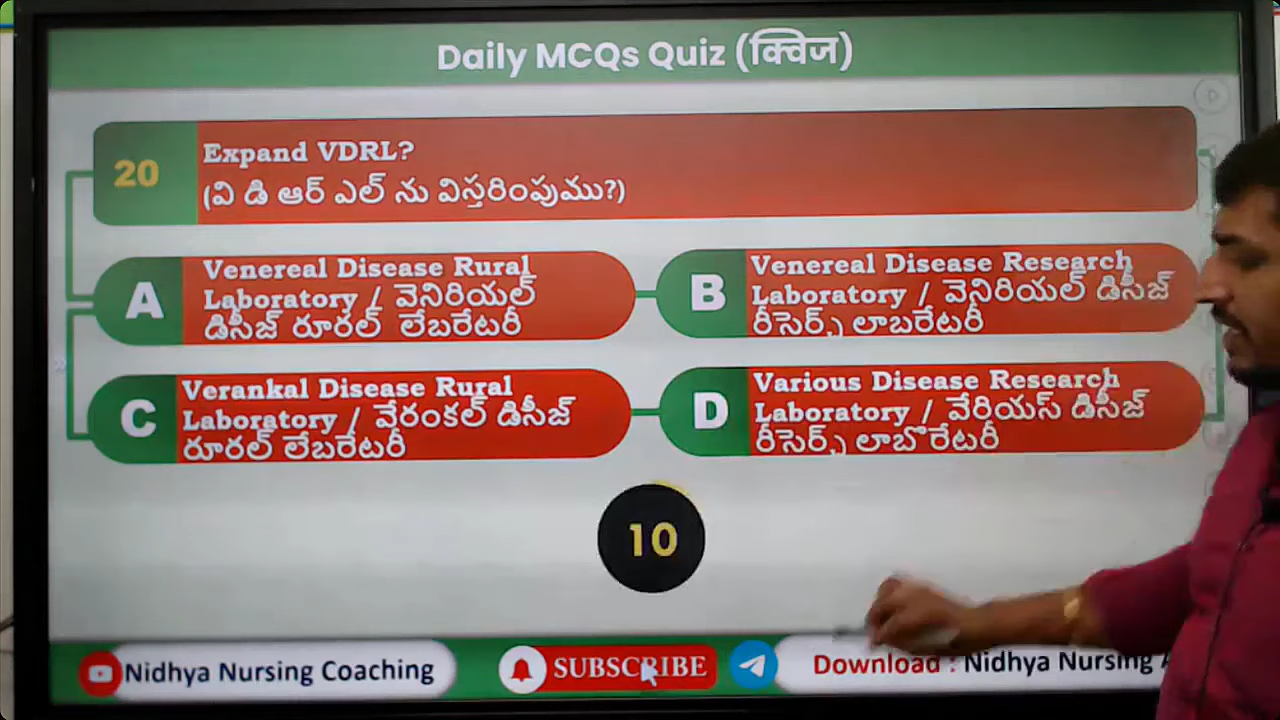 Daily MCQs Quiz (क्विज)
20
Expand VDRL?
(వి డి ఆర్ ఎల్ ను విస్తరింపుము?)
A
Venereal Disease Rural
Laboratory / వెనిరియల్
డిసీజ్ రూరల్ లేబరేటరీ
B
Venereal Disease Research
Laboratory / వెనిరియల్ డిసీజ్
రీసెర్చ్ లాబరేటరీ
C
Verankal Disease Rural
Laboratory / వేరంకల్ డిసీజ్
రూరల్ లేబరేటరీ
D
Various Disease Research
Laboratory / వేరియస్ డిసీజ్
రీసెర్చ్ లాబొరేటరీ
10
Nidhya Nursing Coaching
SUBSCRIBE
Download : Nidhya Nursing